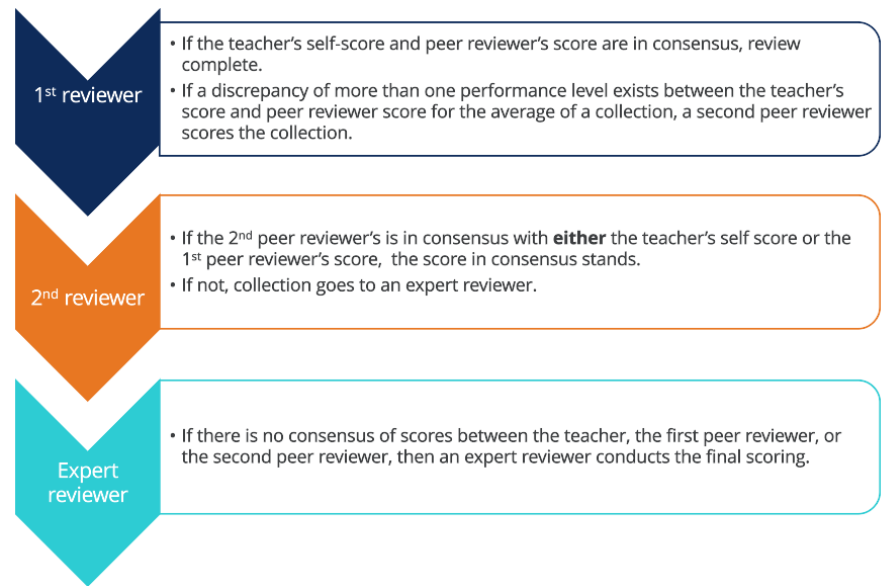 1st reviewer
• If the teacher's self-score and peer reviewer's score are in consensus, review
complete.
• If a discrepancy of more than one performance level exists between the teacher's
score and peer reviewer score for the average of a collection, a second peer reviewer
scores the collection.
2nd reviewer
• If the 2nd peer reviewer's is in consensus with either the teacher's self score or the
1st peer reviewer's score,  the score in consensus stands.
• If not, collection goes to an expert reviewer.
Expert
reviewer
• If there is no consensus of scores between the teacher, the first peer reviewer, or
the second peer reviewer, then an expert reviewer conducts the final scoring.